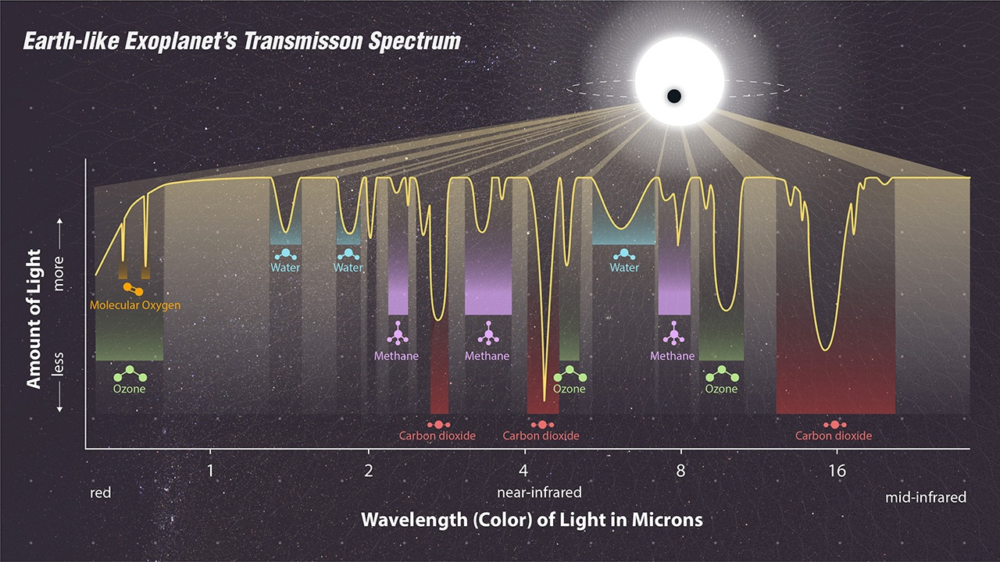 Earth-like Exoplanet's Transmisson Spectrum
Amount of Light
more
less
Water
Water
Water
Molecular Oxygen
Methane
Methane
Methane
Ozone
Ozone
Ozone
Carbon dioxide
Carbon dioxide
Carbon dioxide
1
2
4
8
16
red
near-infrared
mid-infrared
Wavelength (Color) of Light in Microns